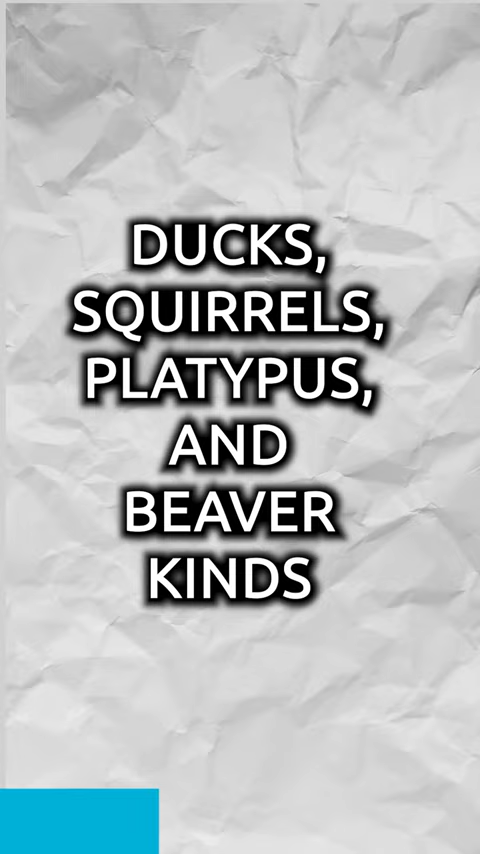 DUCKS,
SQUIRRELS,
PLATYPUS,
AND
BEAVER
KINDS